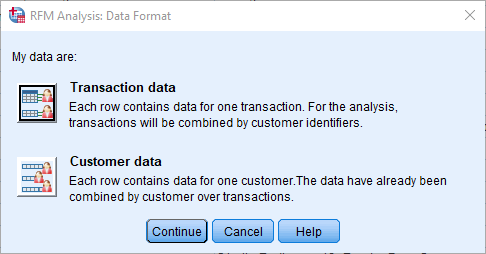 RFM Analysis: Data Format
My data are:
Transaction data
Each row contains data for one transaction. For the analysis,
transactions will be combined by customer identifiers.
Customer data
Each row contains data for one customer.The data have already been
combined by customer over transactions.
Continue Cancel Help